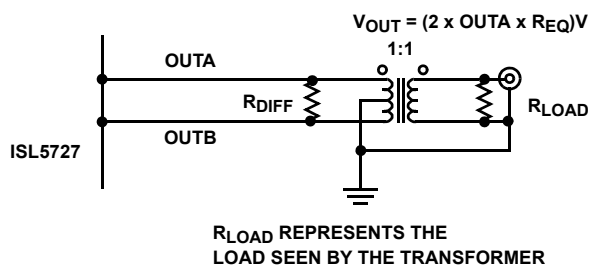 VOUT = (2 x OUTA x REQ)V
1:1
OUTA
RDIFF
RLOAD
OUTB
ISL5727
RLOAD REPRESENTS THE
LOAD SEEN BY THE TRANSFORMER